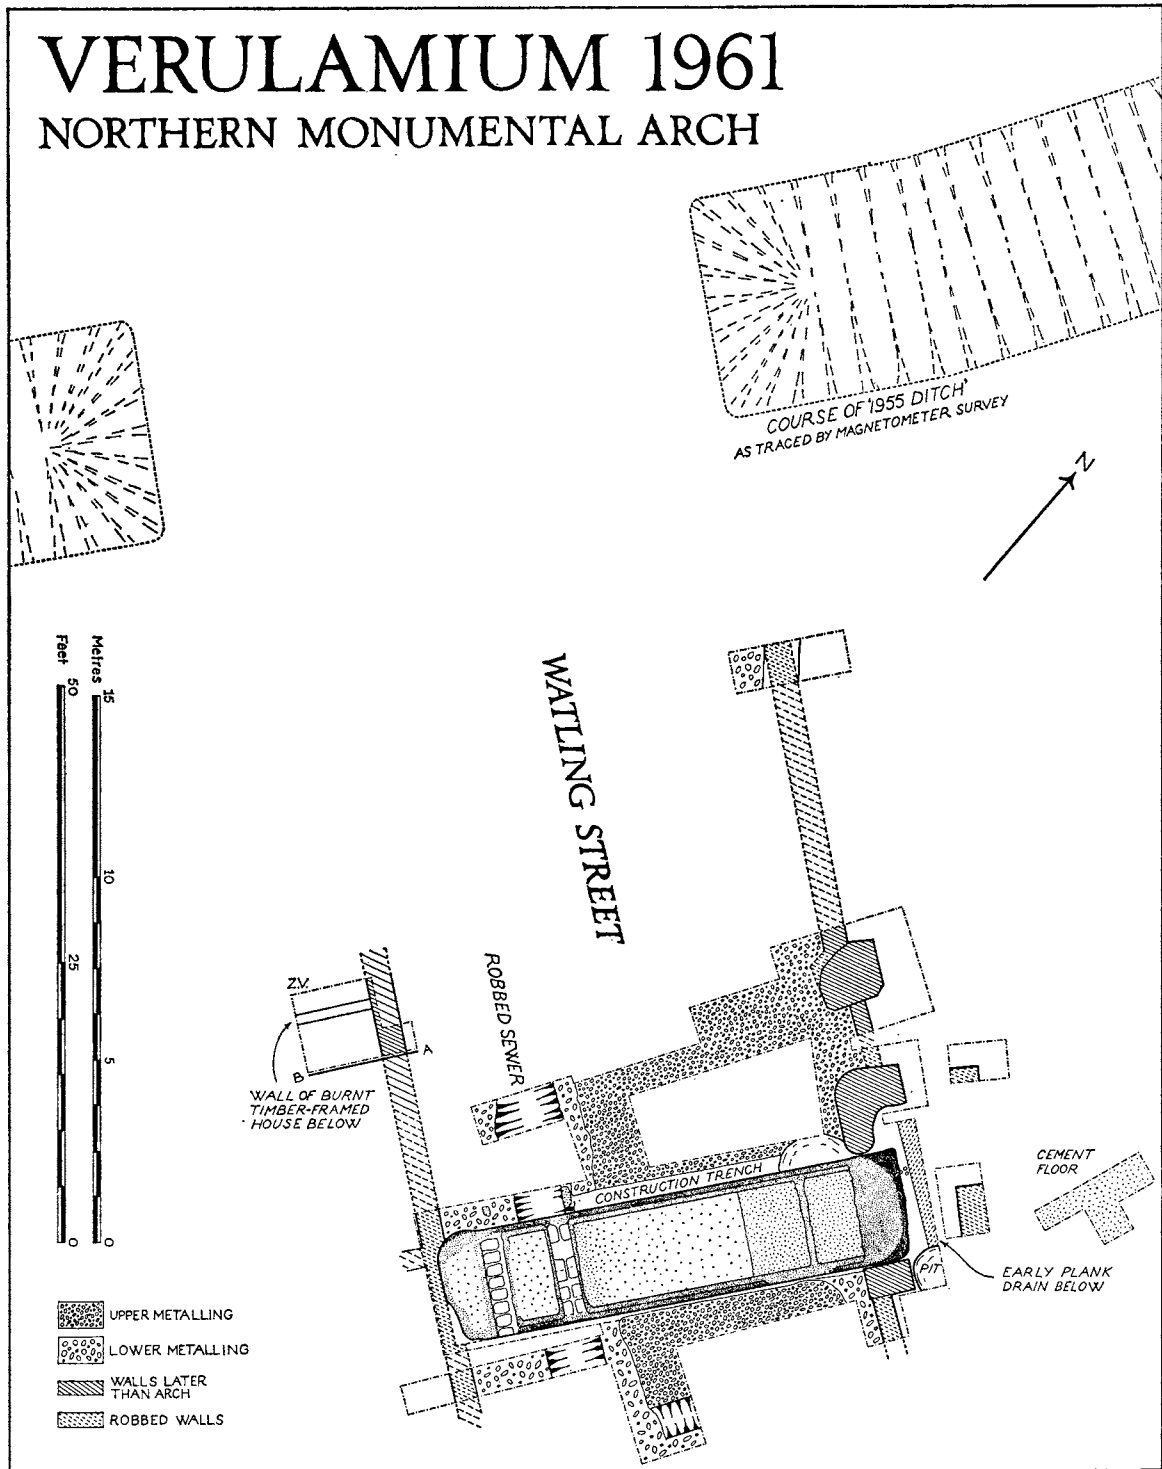 VERULAMIUM 1961
NORTHERN MONUMENTAL ARCH
COURSE OF '1955 DITCH'
AS TRACED BY MAGNETOMETER SURVEY
N
Metres
Feet
15
50
10
25
5
0
0
WATLING STREET
ROBBED SEWER
Z.V.
A
B
WALL OF BURNT
TIMBER-FRAMED
HOUSE BELOW
CONSTRUCTION TRENCH
CEMENT
FLOOR
PIT
EARLY PLANK
DRAIN BELOW
UPPER METALLING
LOWER METALLING
WALLS LATER
THAN ARCH
ROBBED WALLS